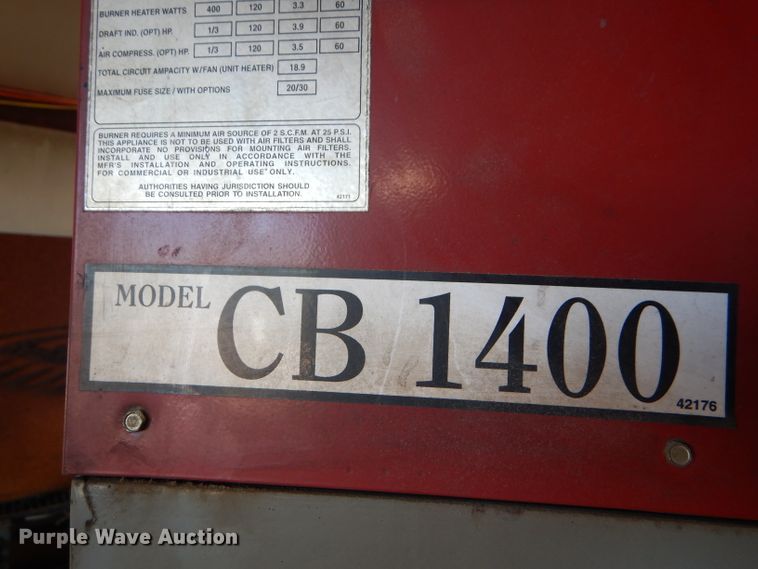 BURNER HEATER WATTS 400 120 3.3 60
DRAFT IND. (OPT) HP. 1/3 120 3.9 60
AIR COMPRESS. (OPT) HP. 1/3 120 3.5 60
TOTAL CIRCUIT AMPACITY W/FAN (UNIT HEATER) 18.9
MAXIMUM FUSE SIZE / WITH OPTIONS 20/30
BURNER REQUIRES A MINIMUM AIR SOURCE OF 2 S.C.F.M. AT 25 P.S.I.
THIS APPLIANCE IS NOT TO BE USED WITH AIR FILTERS AND SHALL
INCORPORATE NO PROVISIONS FOR MOUNTING AIR FILTERS.
INSTALL AND USE ONLY IN ACCORDANCE WITH THE
MFR'S INSTALLATION AND OPERATING INSTRUCTIONS.
FOR COMMERCIAL OR INDUSTRIAL USE ONLY.
AUTHORITIES HAVING JURISDICTION SHOULD
BE CONSULTED PRIOR TO INSTALLATION.
42171
MODEL CB 1400
42176
Purple Wave Auction